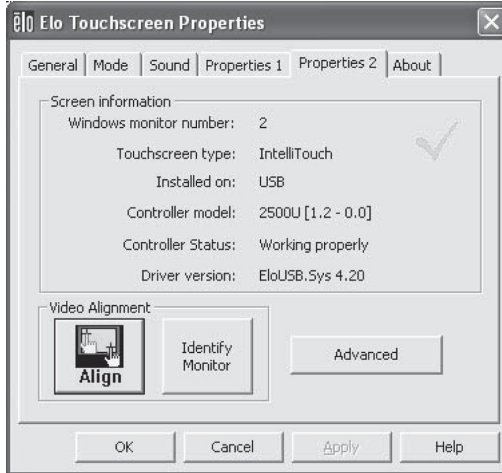 ēlo Elo Touchscreen Properties
General Mode Sound Properties 1 Properties 2 About
Screen information
Windows monitor number: 2
Touchscreen type: IntelliTouch
Installed on: USB
Controller model: 2500U [1.2 - 0.0]
Controller Status: Working properly
Driver version: EloUSB.Sys 4.20
Video Alignment
Align
Identify
Monitor
Advanced
OK Cancel Apply Help